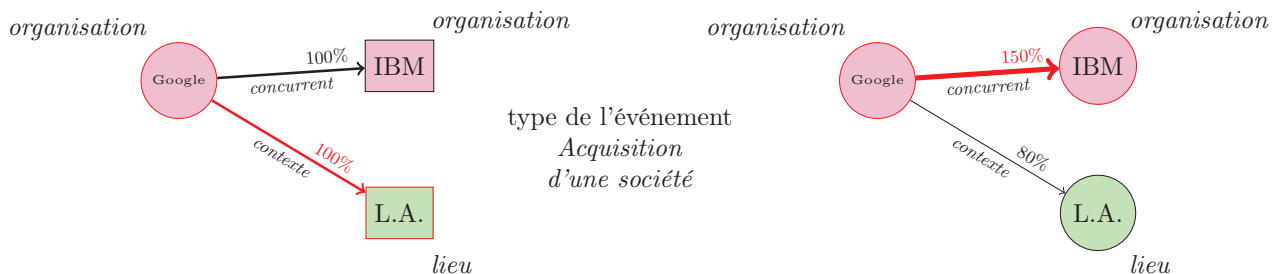 organisation
Google
100%
concurrent
organisation
IBM
100%
contexte
L.A.
lieu
type de l'événement
Acquisition
d'une société
organisation
Google
150%
concurrent
organisation
IBM
80%
contexte
L.A.
lieu